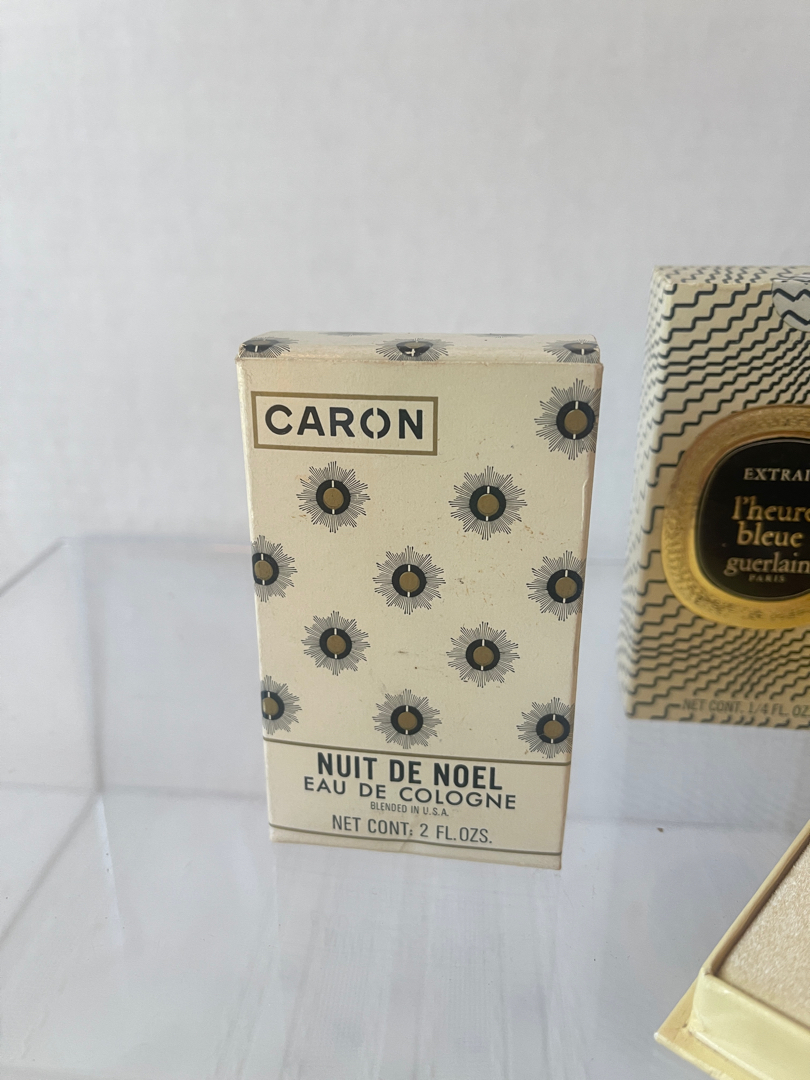 CARON
NUIT DE NOEL
EAU DE COLOGNE
BLENDED IN U.S.A.
NET CONT: 2 FL.OZS.
EXTRAI
l'heure
bleue
guerlain
PARIS
NET CONT. 1/4 FL. OZ